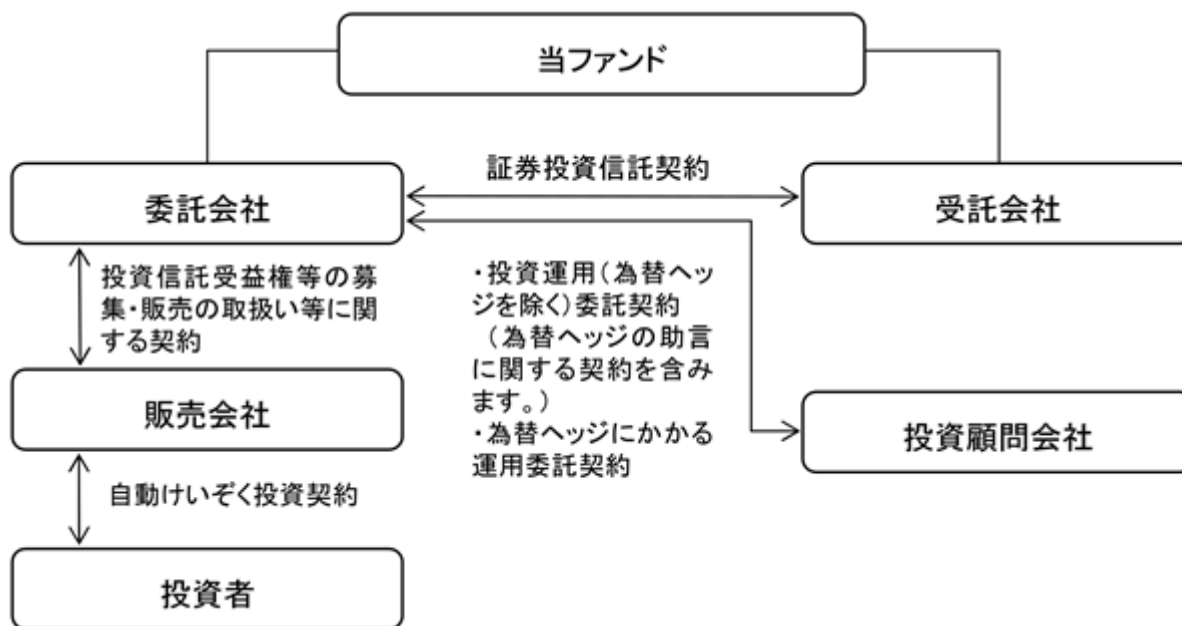 当ファンド
証券投資信託契約
委託会社
受託会社
投資信託受益権等の募
集・販売の取扱い等に関
する契約
・投資運用(為替ヘッ
ジを除く)委託契約
(為替ヘッジの助言
に関する契約を含み
ます。)
・為替ヘッジにかかる
運用委託契約
販売会社
投資顧問会社
自動けいぞく投資契約
投資者